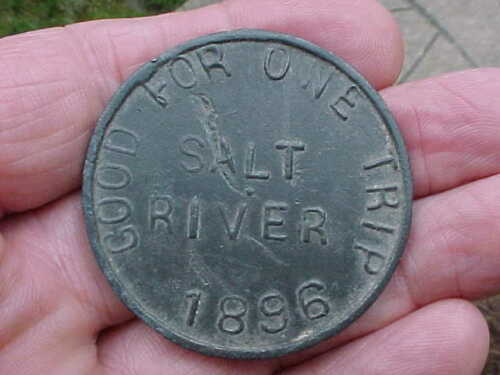 GOOD FOR ONE TRIP
SALT
RIVER
1896